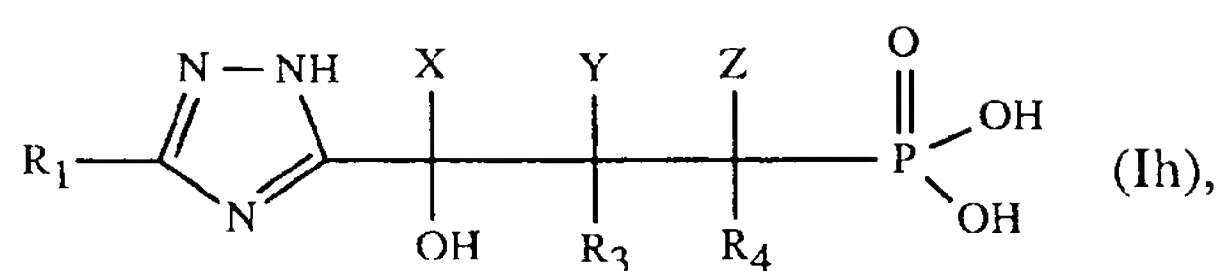 O
N NH X Y Z
OH
R1 P (Ih),
N OH
OH R3 R4